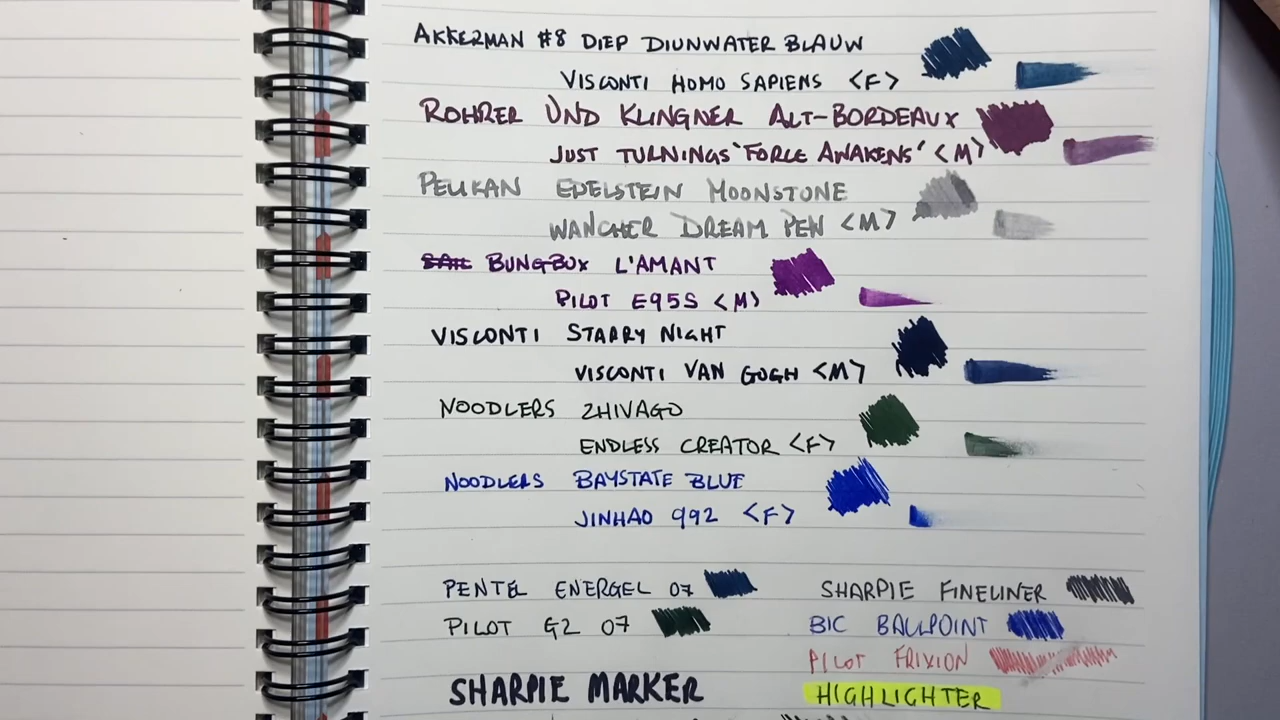 AKKERMAN #8 DIEP DIUNWATER BLAUW
VISCONTI HOMO SAPIENS <F>
ROHRER UND KLINGNER ALT-BORDEAUX
JUST TURNINGS 'FORCE AWAKENS' <M>
PELIKAN EDELSTEIN MOONSTONE
WANCHER DREAM PEN <M>
BUNGBUX L'AMANT
PILOT E95S <M>
VISCONTI STARRY NIGHT
VISCONTI VAN GOGH <M>
NOODLERS ZHIVAGO
ENDLESS CREATOR <F>
NOODLERS BAYSTATE BLUE
JINHAO 992 <F>
PENTEL ENERGEL 07
PILOT G2 07
SHARPIE MARKER
SHARPIE FINELINER
BIC BALLPOINT
PILOT FRIXION
HIGHLIGHTER